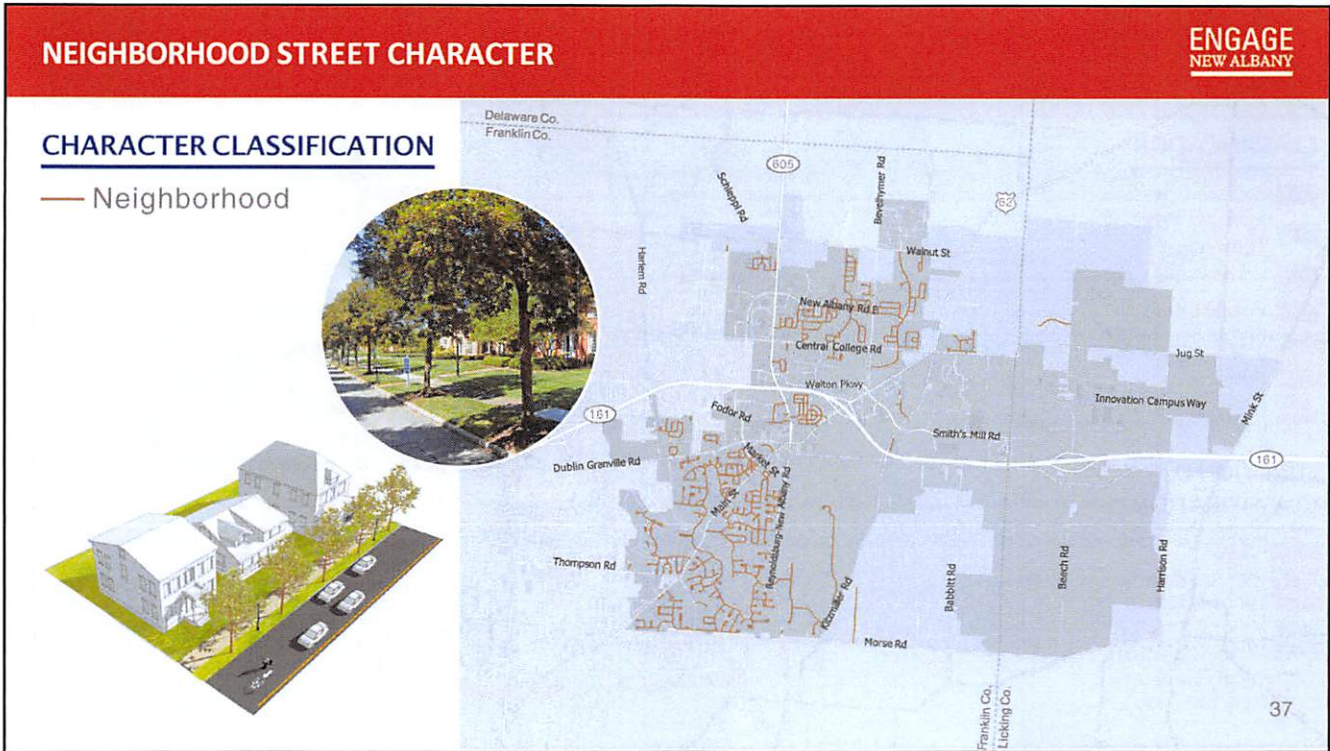 NEIGHBORHOOD STREET CHARACTER
ENGAGE
NEW ALBANY
CHARACTER CLASSIFICATION
Neighborhood
Delaware Co.
Franklin Co.
605
Schleppi Rd
Bevelhymer Rd
62
Harlem Rd
Walnut St
New Albany Rd E
Central College Rd
Jug St
Walton Pkwy
Innovation Campus Way
Mink St
161
Fodor Rd
Smith's Mill Rd
Dublin Granville Rd
Market St
161
Main St
Reynoldsburg-New Albany Rd
Thompson Rd
Kitzmiller Rd
Babbitt Rd
Beech Rd
Harrison Rd
Morse Rd
Franklin Co.
Licking Co.
37